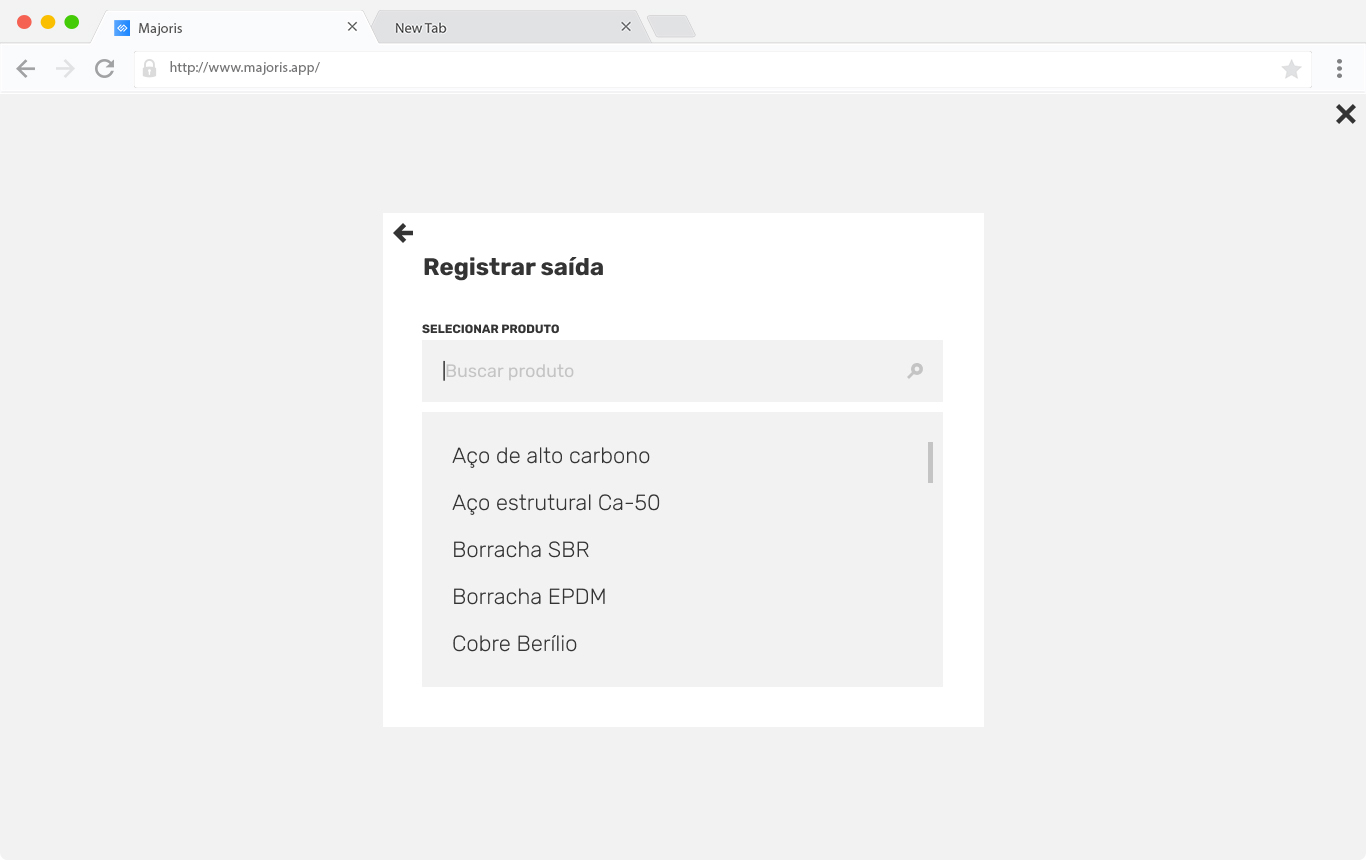 Majoris
New Tab
http://www.majoris.app/
Registrar saída
SELECIONAR PRODUTO
Buscar produto
Aço de alto carbono
Aço estrutural Ca-50
Borracha SBR
Borracha EPDM
Cobre Berílio